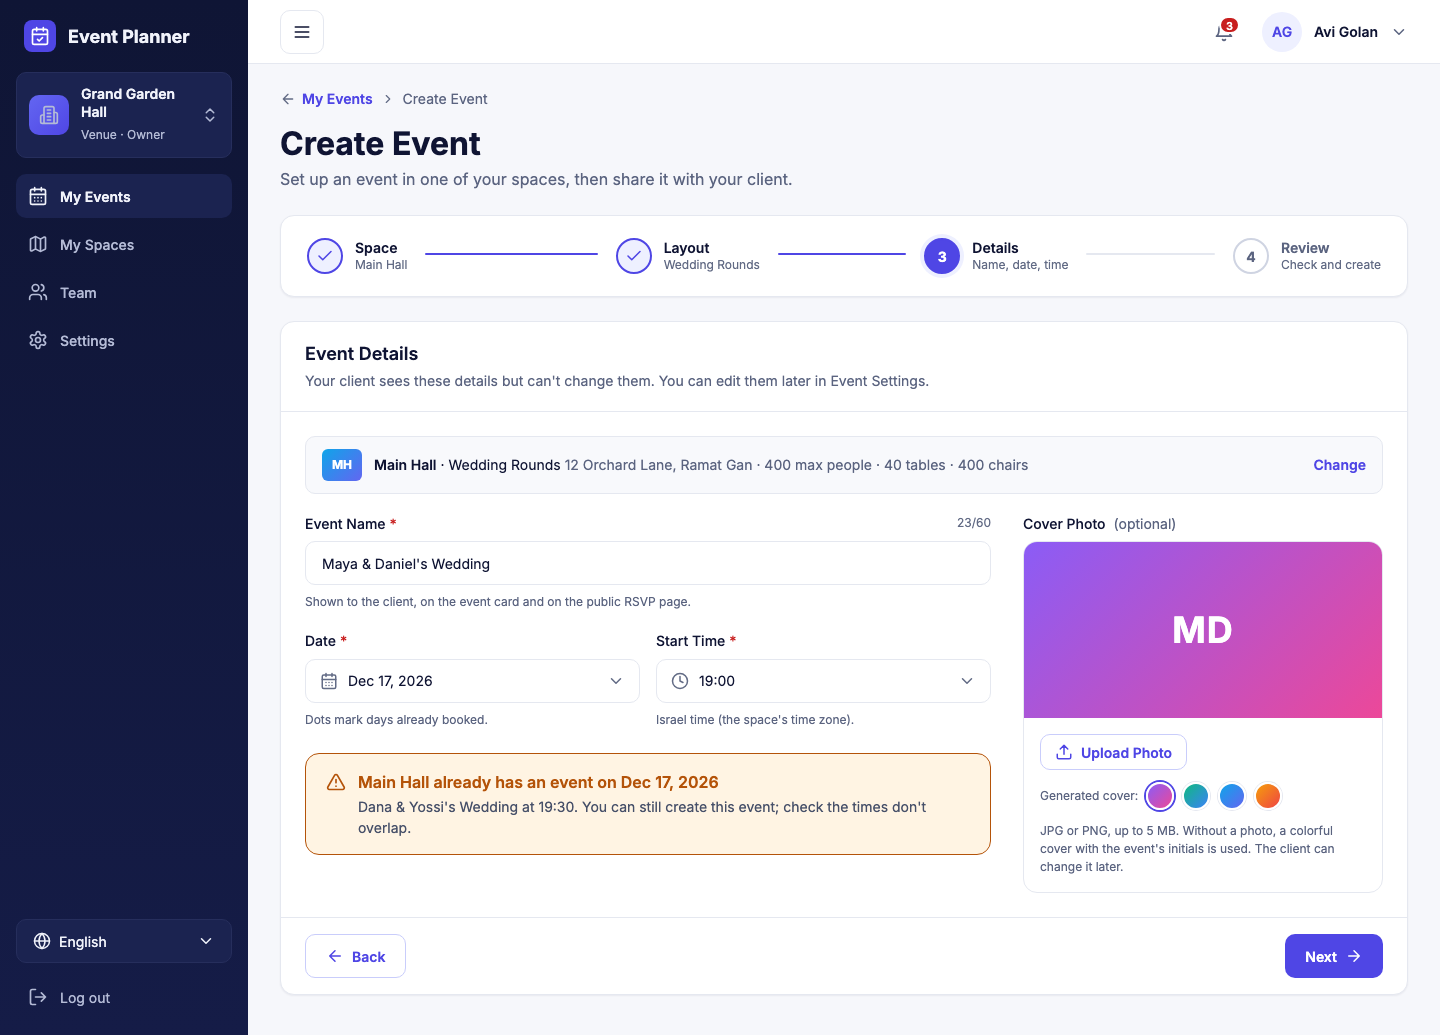 Event Planner
Grand Garden
Hall
Venue · Owner
My Events
My Spaces
Team
Settings
English
Log out
3
AG
Avi Golan
My Events
Create Event
Create Event
Set up an event in one of your spaces, then share it with your client.
Space
Main Hall
Layout
Wedding Rounds
3
Details
Name, date, time
4
Review
Check and create
Event Details
Your client sees these details but can't change them. You can edit them later in Event Settings.
MH
Main Hall · Wedding Rounds 12 Orchard Lane, Ramat Gan · 400 max people · 40 tables · 400 chairs
Change
Event Name *
23/60
Maya & Daniel's Wedding
Shown to the client, on the event card and on the public RSVP page.
Date *
Dec 17, 2026
Dots mark days already booked.
Start Time *
19:00
Israel time (the space's time zone).
Main Hall already has an event on Dec 17, 2026
Dana & Yossi's Wedding at 19:30. You can still create this event; check the times don't
overlap.
Cover Photo (optional)
MD
Upload Photo
Generated cover:
JPG or PNG, up to 5 MB. Without a photo, a colorful
cover with the event's initials is used. The client can
change it later.
Back
Next